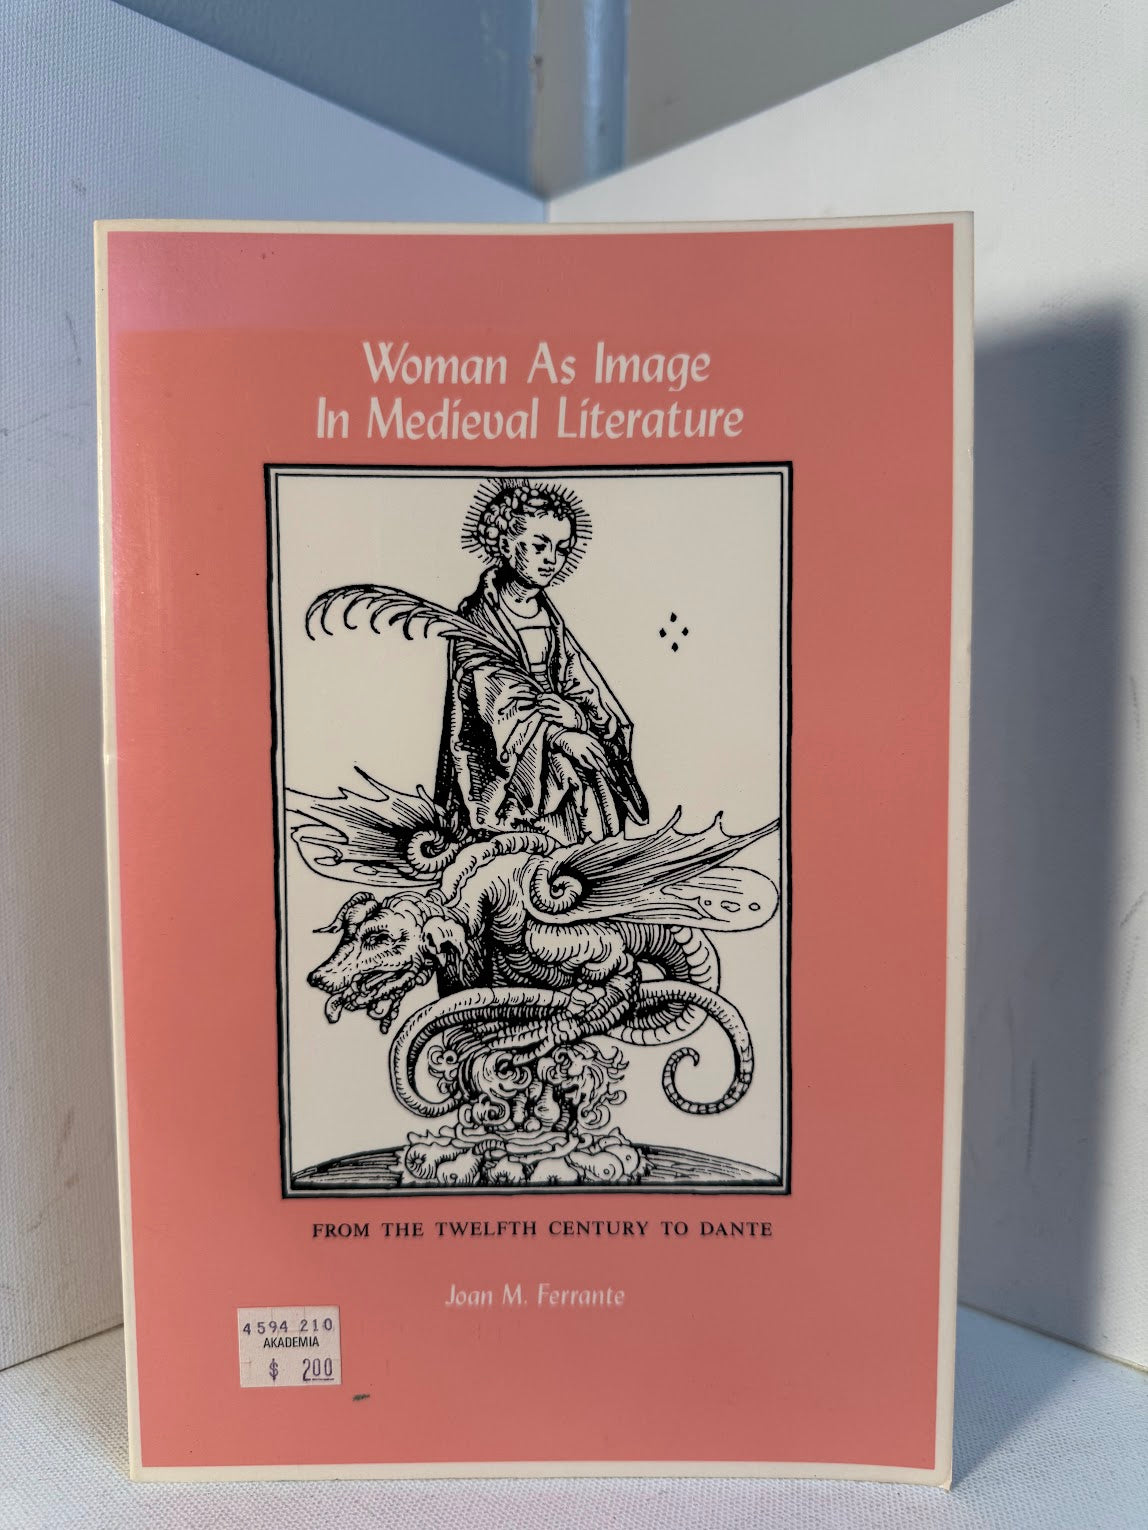 Woman As Image
In Medieval Literature
FROM THE TWELFTH CENTURY TO DANTE
Joan M. Ferrante
4594 210
AKADEMIA
$ 200